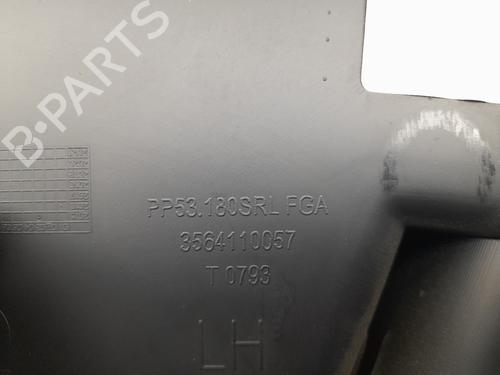 B-PARTS
PP53.180SRL FGA
3564110057
T 0793
LH